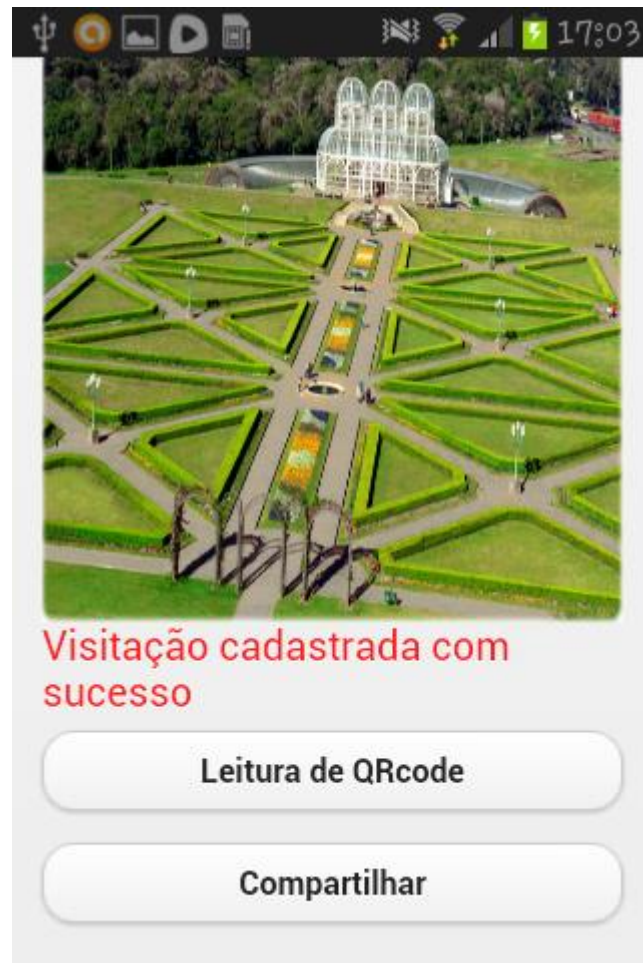 17:03
Visitação cadastrada com
sucesso
Leitura de QRcode
Compartilhar